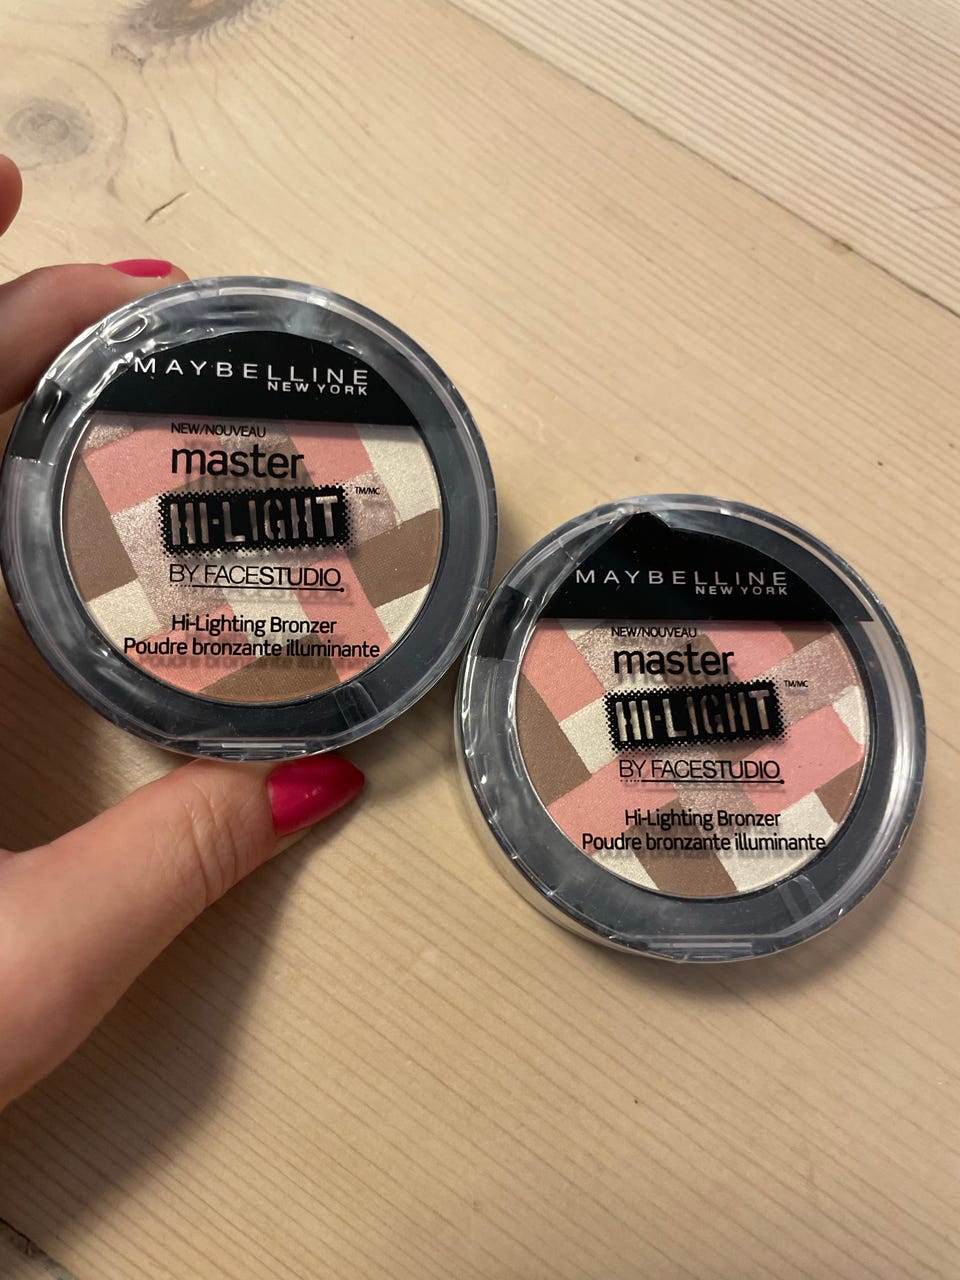 MAYBELLINE
NEW YORK
NEW/NOUVEAU
master
HI-LIGHT TM/MC
BY FACESTUDIO
Hi-Lighting Bronzer
Poudre bronzante illuminante
MAYBELLINE
NEW YORK
NEW/NOUVEAU
master
HI-LIGHT TM/MC
BY FACESTUDIO
Hi-Lighting Bronzer
Poudre bronzante illuminante